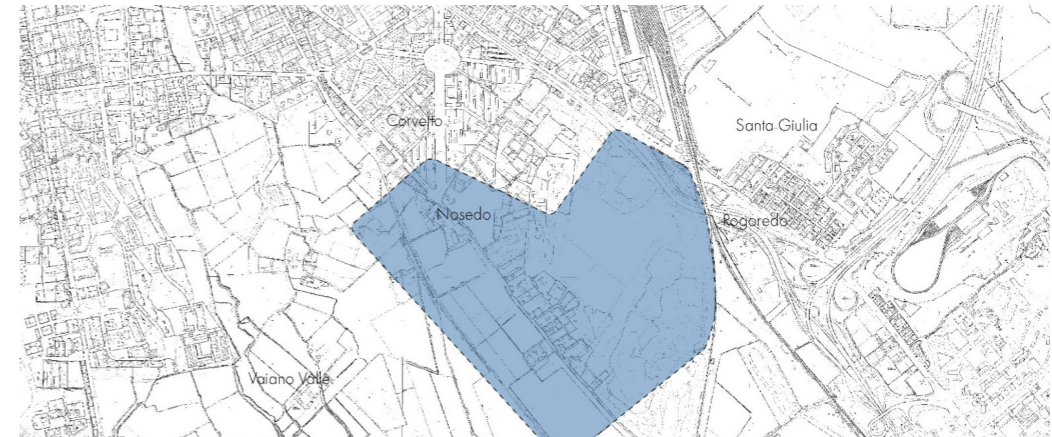 Corvetto
Santa Giulia
Nosedo
Rogoredo
Vaiano Valle